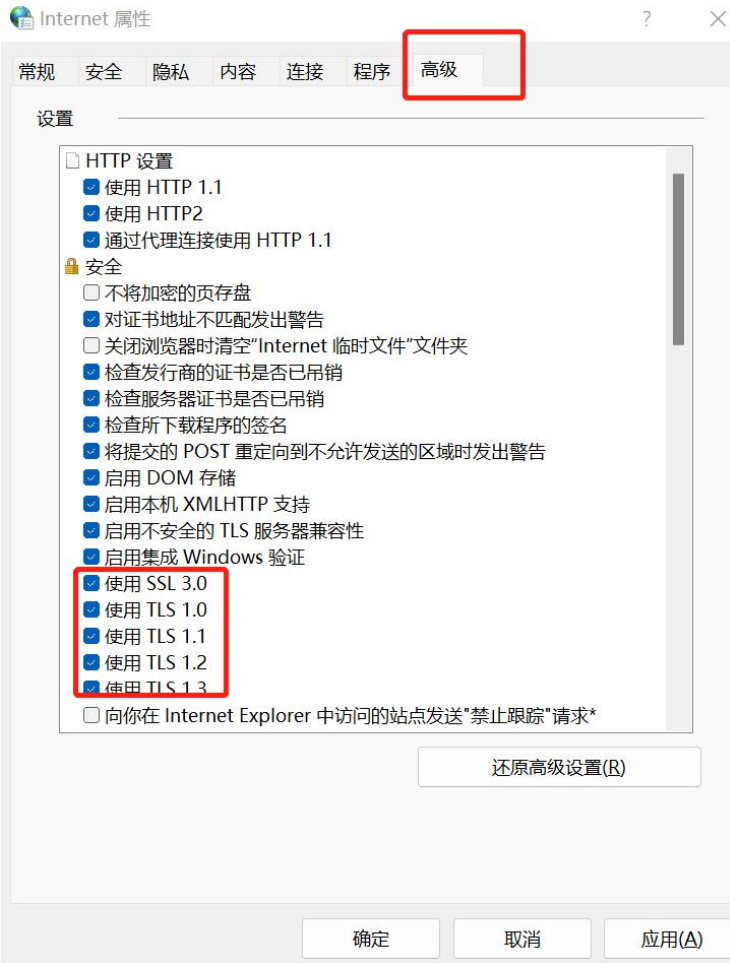 Internet 属性
?
常规 安全 隐私 内容 连接 程序 高级
设置
HTTP 设置
使用 HTTP 1.1
使用 HTTP2
通过代理连接使用 HTTP 1.1
安全
不将加密的页存盘
对证书地址不匹配发出警告
关闭浏览器时清空"Internet 临时文件"文件夹
检查发行商的证书是否已吊销
检查服务器证书是否已吊销
检查所下载程序的签名
将提交的 POST 重定向到不允许发送的区域时发出警告
启用 DOM 存储
启用本机 XMLHTTP 支持
启用不安全的 TLS 服务器兼容性
启用集成 Windows 验证
使用 SSL 3.0
使用 TLS 1.0
使用 TLS 1.1
使用 TLS 1.2
使用 TLS 1.3
向你在 Internet Explorer 中访问的站点发送"禁止跟踪"请求*
还原高级设置(R)
确定 取消 应用(A)